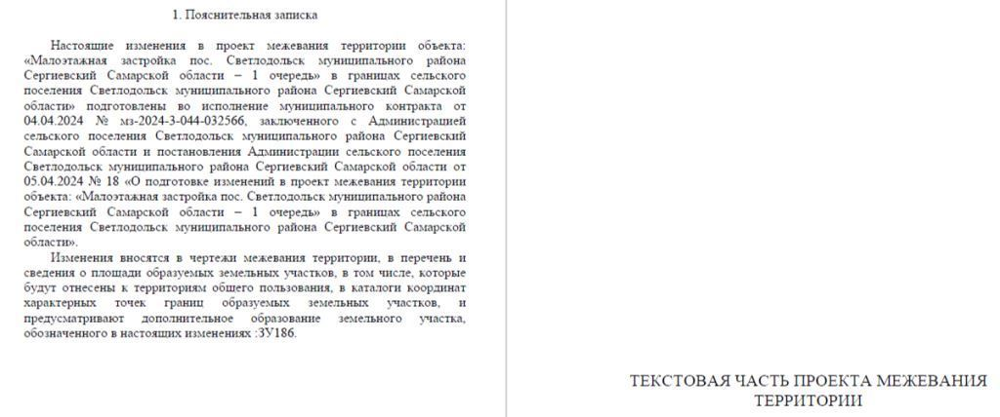 1. Пояснительная записка
Настоящие изменения в проект межевания территории объекта:
«Малоэтажная застройка пос. Светлодольск муниципального района
Сергиевский Самарской области – 1 очередь» в границах сельского
поселения Светлодольск муниципального района Сергиевский Самарской
области» подготовлены во исполнение муниципального контракта от
04.04.2024 № мз-2024-3-044-032566, заключенного с Администрацией
сельского поселения Светлодольск муниципального района Сергиевский
Самарской области и постановления Администрации сельского поселения
Светлодольск муниципального района Сергиевский Самарской области от
05.04.2024 № 18 «О подготовке изменений в проект межевания территории
объекта: «Малоэтажная застройка пос. Светлодольск муниципального района
Сергиевский Самарской области – 1 очередь» в границах сельского
поселения Светлодольск муниципального района Сергиевский Самарской
области».
Изменения вносятся в чертежи межевания территории, в перечень и
сведения о площади образуемых земельных участков, в том числе, которые
будут отнесены к территориям общего пользования, в каталоги координат
характерных точек границ образуемых земельных участков, и
предусматривают дополнительное образование земельного участка,
обозначенного в настоящих изменениях :ЗУ186.
ТЕКСТОВАЯ ЧАСТЬ ПРОЕКТА МЕЖЕВАНИЯ
ТЕРРИТОРИИ